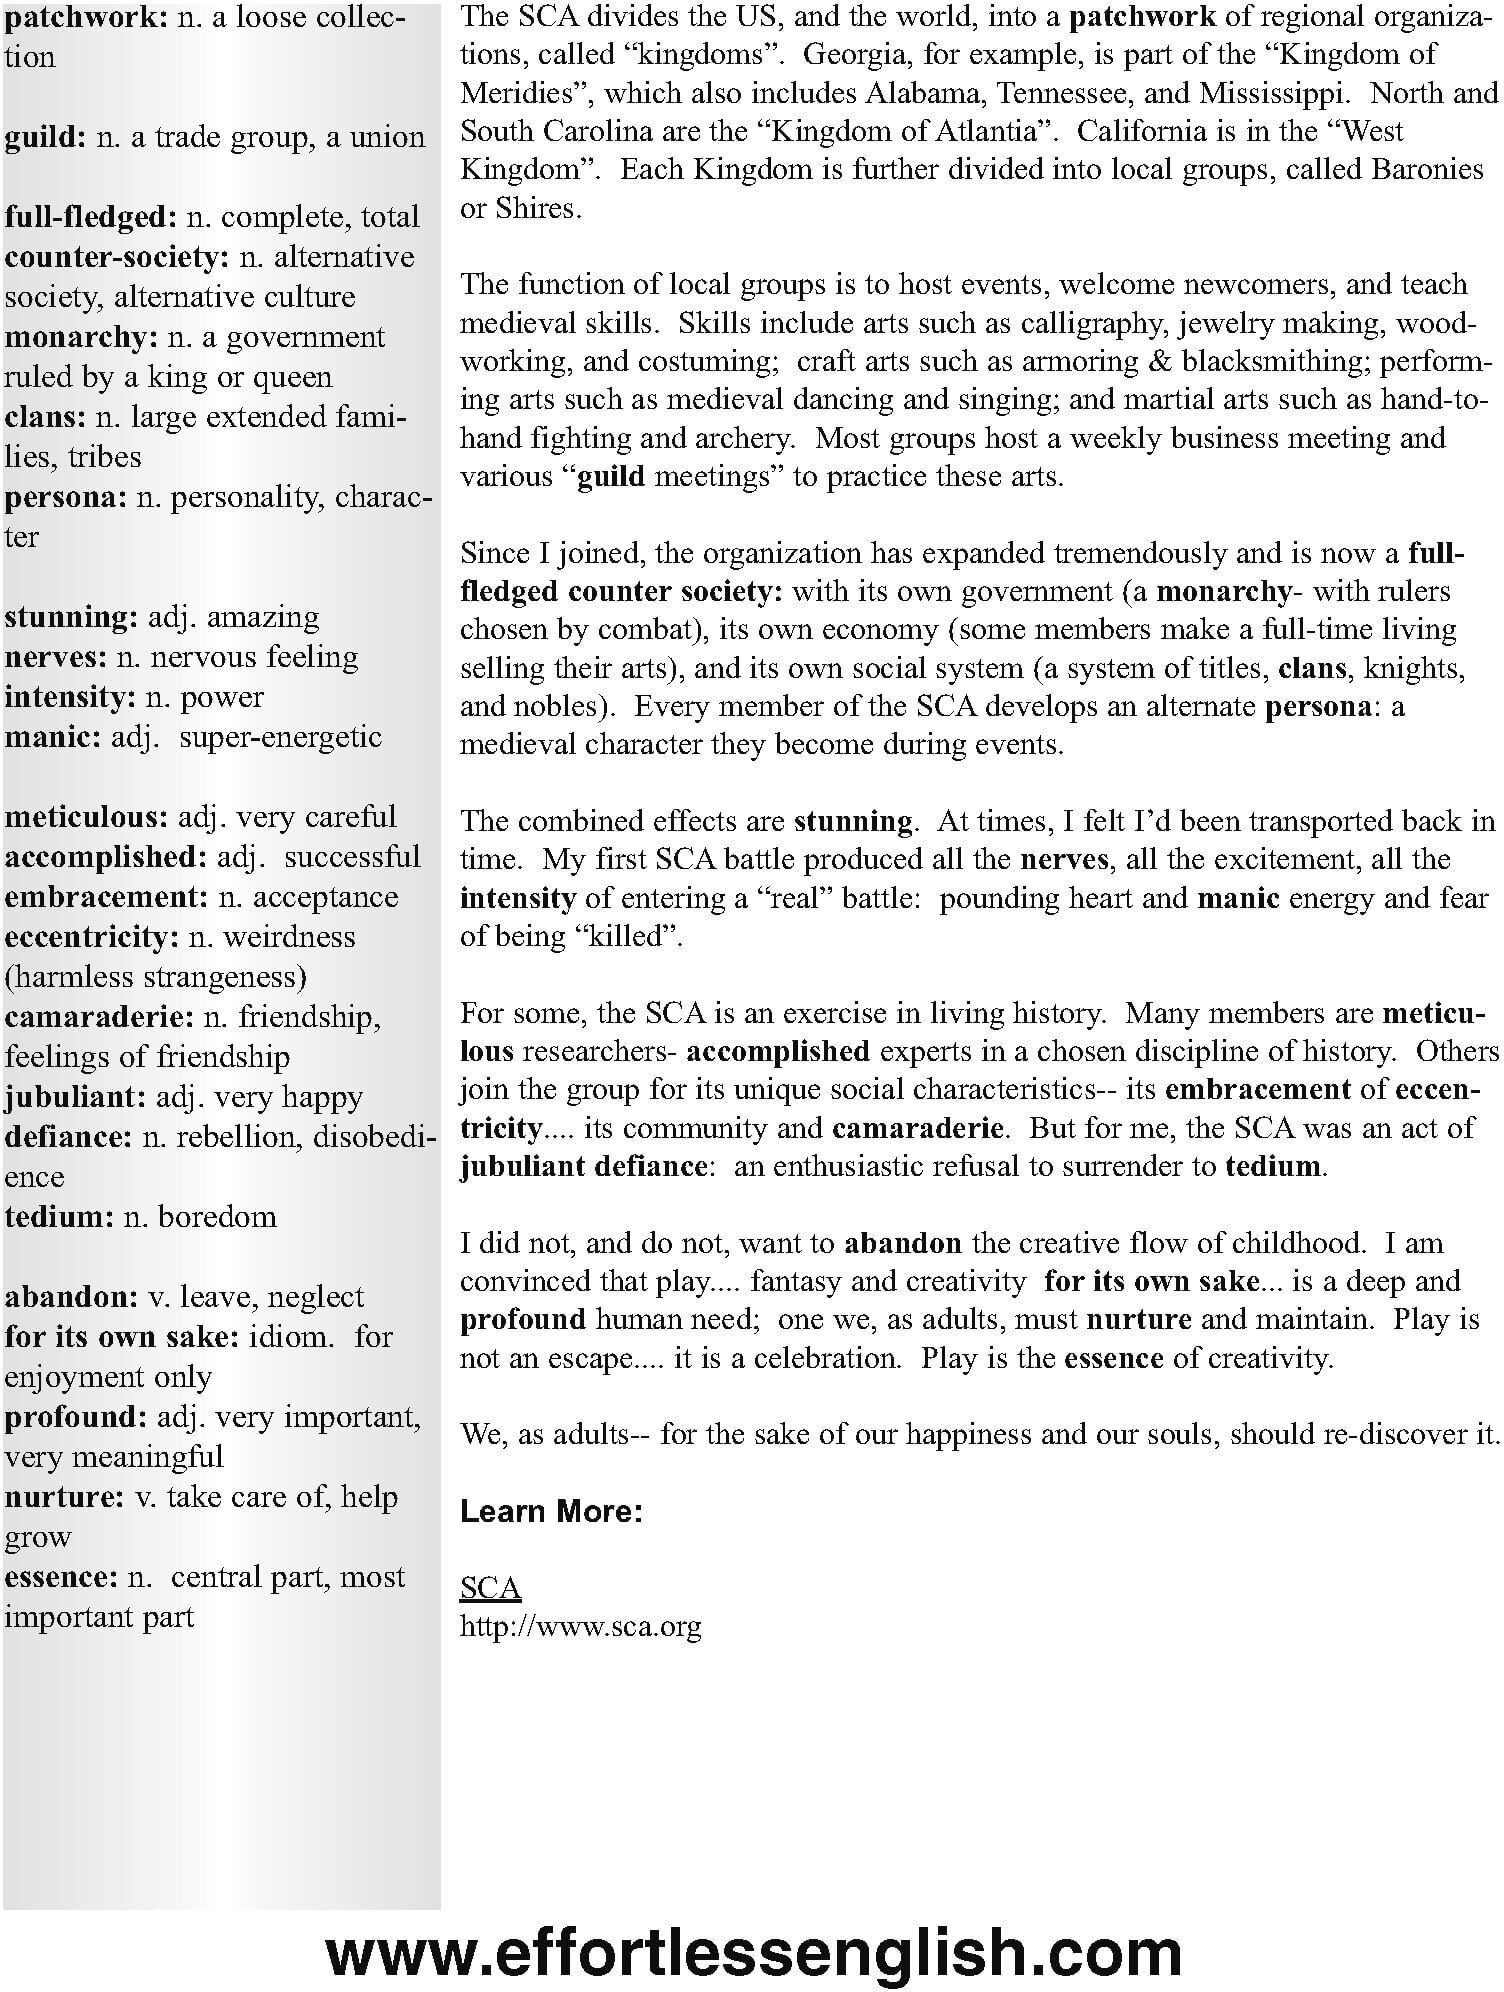 patchwork: n. a loose collec-
tion
guild: n. a trade group, a union
full-fledged: n. complete, total
counter-society: n. alternative
society, alternative culture
monarchy: n. a government
ruled by a king or queen
clans: n. large extended fami-
lies, tribes
persona: n. personality, charac-
ter
stunning: adj. amazing
nerves: n. nervous feeling
intensity: n. power
manic: adj. super-energetic
meticulous: adj. very careful
accomplished: adj. successful
embracement: n. acceptance
eccentricity: n. weirdness
(harmless strangeness)
camaraderie: n. friendship,
feelings of friendship
jubuliant: adj. very happy
defiance: n. rebellion, disobedi-
ence
tedium: n. boredom
abandon: v. leave, neglect
for its own sake: idiom. for
enjoyment only
profound: adj. very important,
very meaningful
nurture: v. take care of, help
grow
essence: n. central part, most
important part
The SCA divides the US, and the world, into a patchwork of regional organiza-
tions, called “kingdoms”. Georgia, for example, is part of the “Kingdom of
Meridies”, which also includes Alabama, Tennessee, and Mississippi. North and
South Carolina are the “Kingdom of Atlantia”. California is in the “West
Kingdom”. Each Kingdom is further divided into local groups, called Baronies
or Shires.
The function of local groups is to host events, welcome newcomers, and teach
medieval skills. Skills include arts such as calligraphy, jewelry making, wood-
working, and costuming; craft arts such as armoring & blacksmithing; perform-
ing arts such as medieval dancing and singing; and martial arts such as hand-to-
hand fighting and archery. Most groups host a weekly business meeting and
various “guild meetings” to practice these arts.
Since I joined, the organization has expanded tremendously and is now a full-
fledged counter society: with its own government (a monarchy- with rulers
chosen by combat), its own economy (some members make a full-time living
selling their arts), and its own social system (a system of titles, clans, knights,
and nobles). Every member of the SCA develops an alternate persona: a
medieval character they become during events.
The combined effects are stunning. At times, I felt I’d been transported back in
time. My first SCA battle produced all the nerves, all the excitement, all the
intensity of entering a “real” battle: pounding heart and manic energy and fear
of being “killed”.
For some, the SCA is an exercise in living history. Many members are meticu-
lous researchers- accomplished experts in a chosen discipline of history. Others
join the group for its unique social characteristics-- its embracement of eccen-
tricity.... its community and camaraderie. But for me, the SCA was an act of
jubuliant defiance: an enthusiastic refusal to surrender to tedium.
I did not, and do not, want to abandon the creative flow of childhood. I am
convinced that play.... fantasy and creativity for its own sake... is a deep and
profound human need; one we, as adults, must nurture and maintain. Play is
not an escape.... it is a celebration. Play is the essence of creativity.
We, as adults-- for the sake of our happiness and our souls, should re-discover it.
Learn More:
SCA
http://www.sca.org
www.effortlessenglish.com